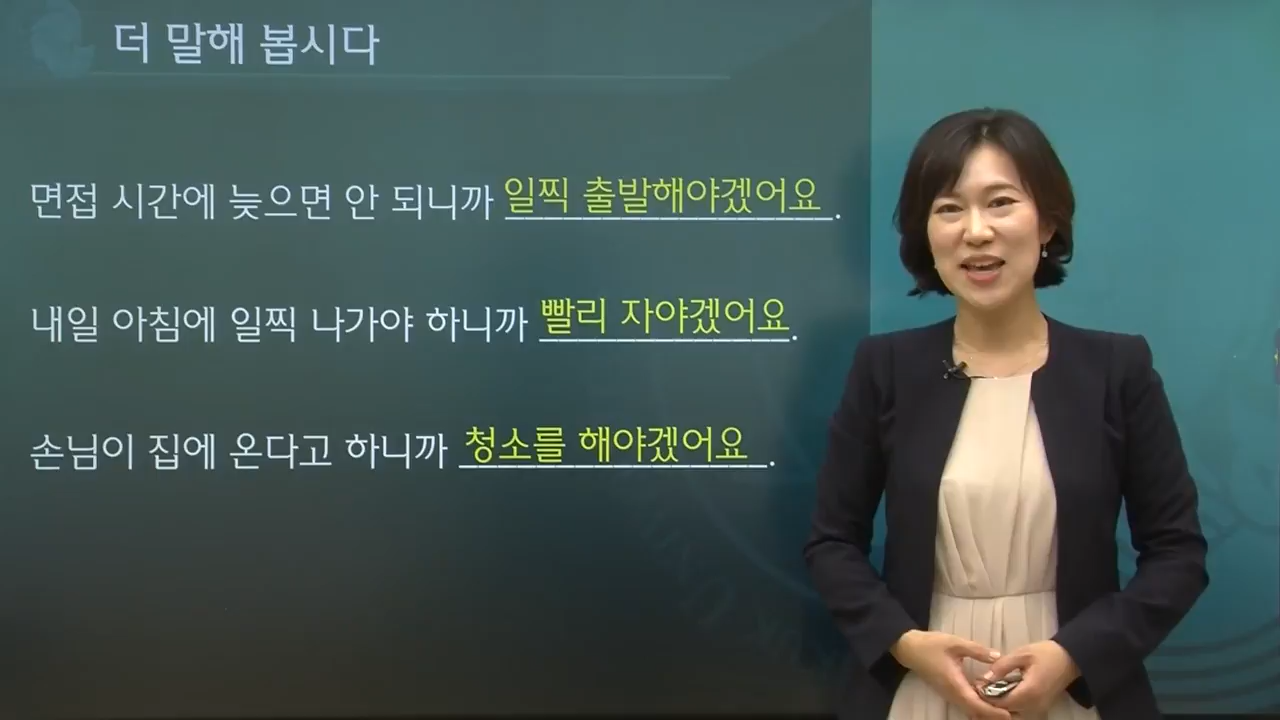 더 말해 봅시다
면접 시간에 늦으면 안 되니까 일찍 출발해야겠어요.
내일 아침에 일찍 나가야 하니까 빨리 자야겠어요.
손님이 집에 온다고 하니까 청소를 해야겠어요.